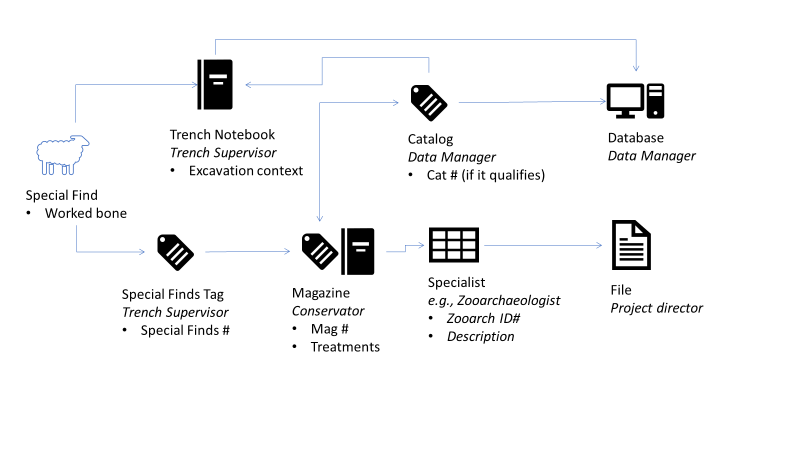 Trench Notebook
Trench Supervisor
• Excavation context
Catalog
Data Manager
• Cat # (if it qualifies)
Database
Data Manager
Special Find
• Worked bone
Special Finds Tag
Trench Supervisor
• Special Finds #
Magazine
Conservator
• Mag #
• Treatments
Specialist
e.g., Zooarchaeologist
• Zooarch ID#
• Description
File
Project director